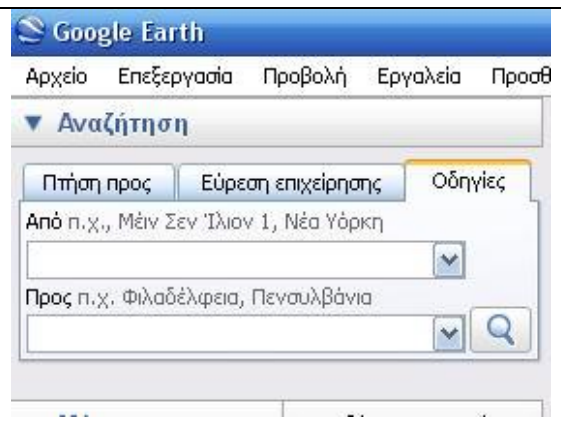 Google Earth
Αρχείο Επεξεργασία Προβολή Εργαλεία Προσθ
Αναζήτηση
Πτήση προς Εύρεση επιχείρησης Οδηγίες
Από π.χ., Μέιν Σεν Ίλιον 1, Νέα Υόρκη
Προς π.χ. Φιλαδέλφεια, Πενσυλβάνια